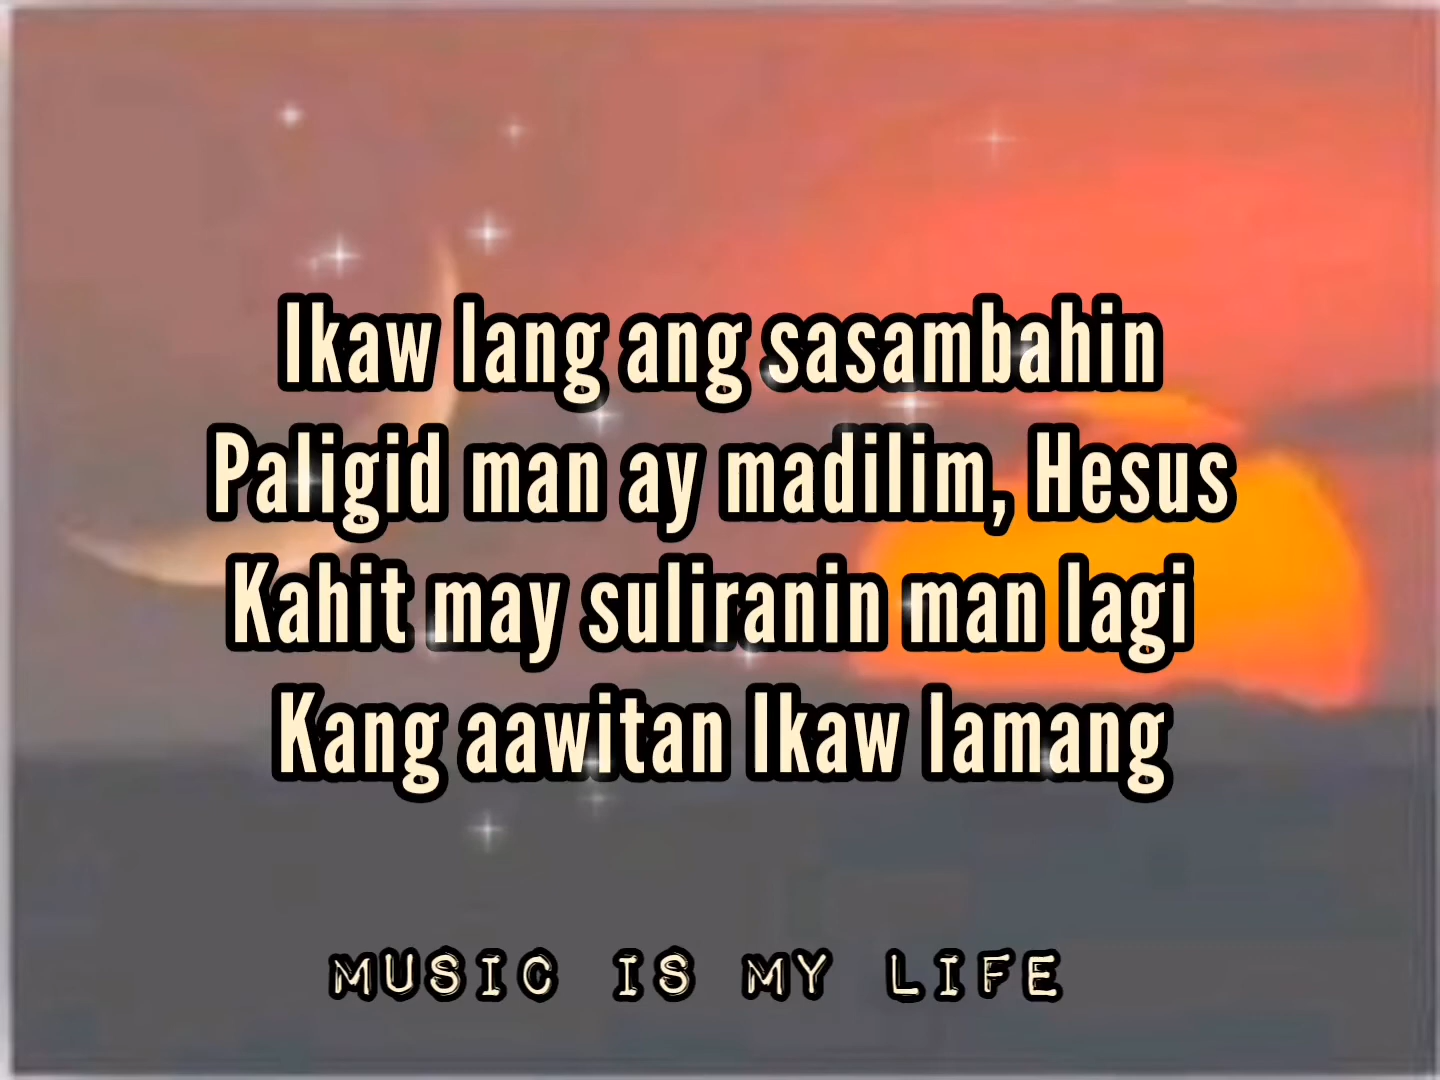 Ikaw lang ang sasambahin
Paligid man ay madilim, Hesus
Kahit may suliranin man lagi
Kang aawitan Ikaw lamang
MUSIC IS MY LIFE